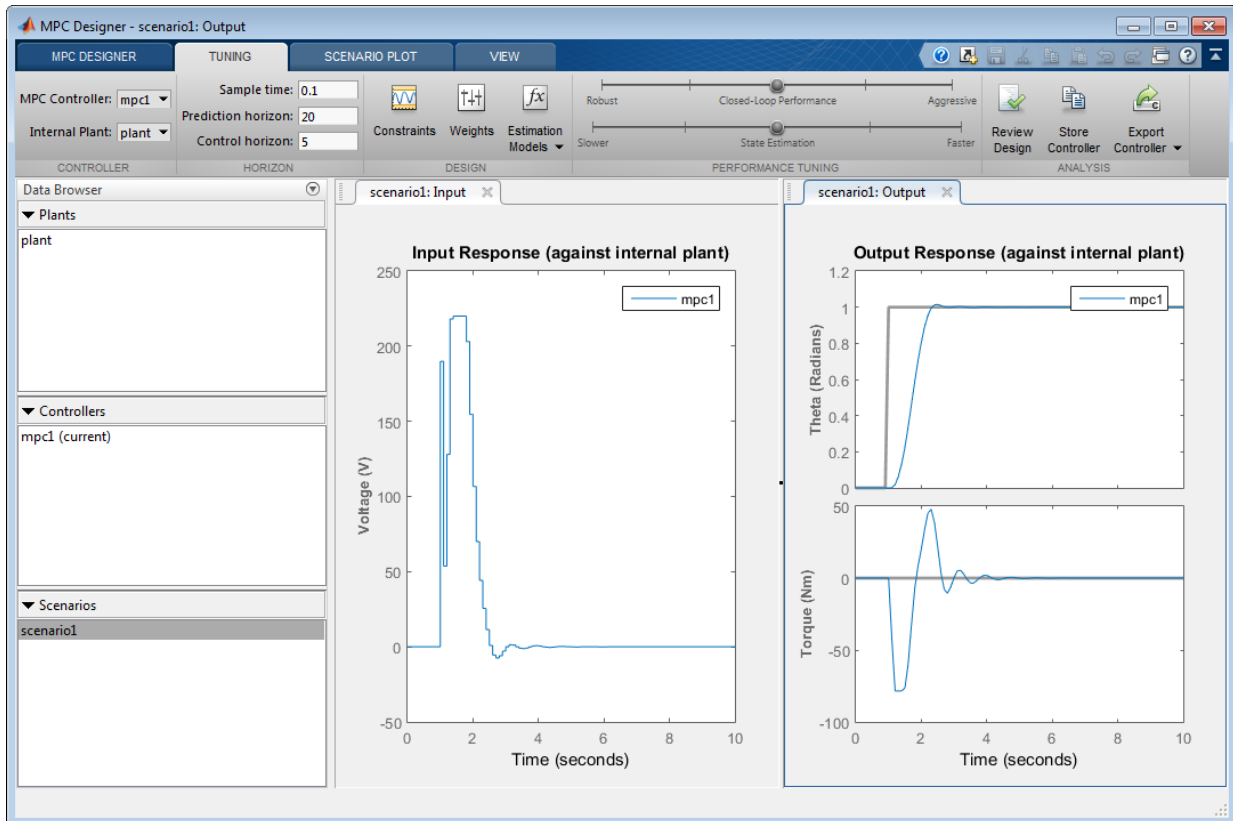 MPC Designer - scenario1: Output
MPC DESIGNER
TUNING
SCENARIO PLOT
VIEW
MPC Controller: mpc1
Internal Plant: plant
CONTROLLER
Sample time: 0.1
Prediction horizon: 20
Control horizon: 5
HORIZON
Constraints
Weights
fx
Estimation
Models
DESIGN
Robust
Closed-Loop Performance
Aggressive
Slower
State Estimation
Faster
PERFORMANCE TUNING
Review
Design
Store
Controller
C
Export
Controller
ANALYSIS
Data Browser
Plants
plant
Controllers
mpc1 (current)
Scenarios
scenario1
scenario1: Input
Input Response (against internal plant)
mpc1
250
200
150
100
50
0
-50
Voltage (V)
0 2 4 6 8 10
Time (seconds)
scenario1: Output
Output Response (against internal plant)
mpc1
1.2
1
0.8
0.6
0.4
0.2
0
Theta (Radians)
50
0
-50
-100
Torque (Nm)
0 2 4 6 8 10
Time (seconds)